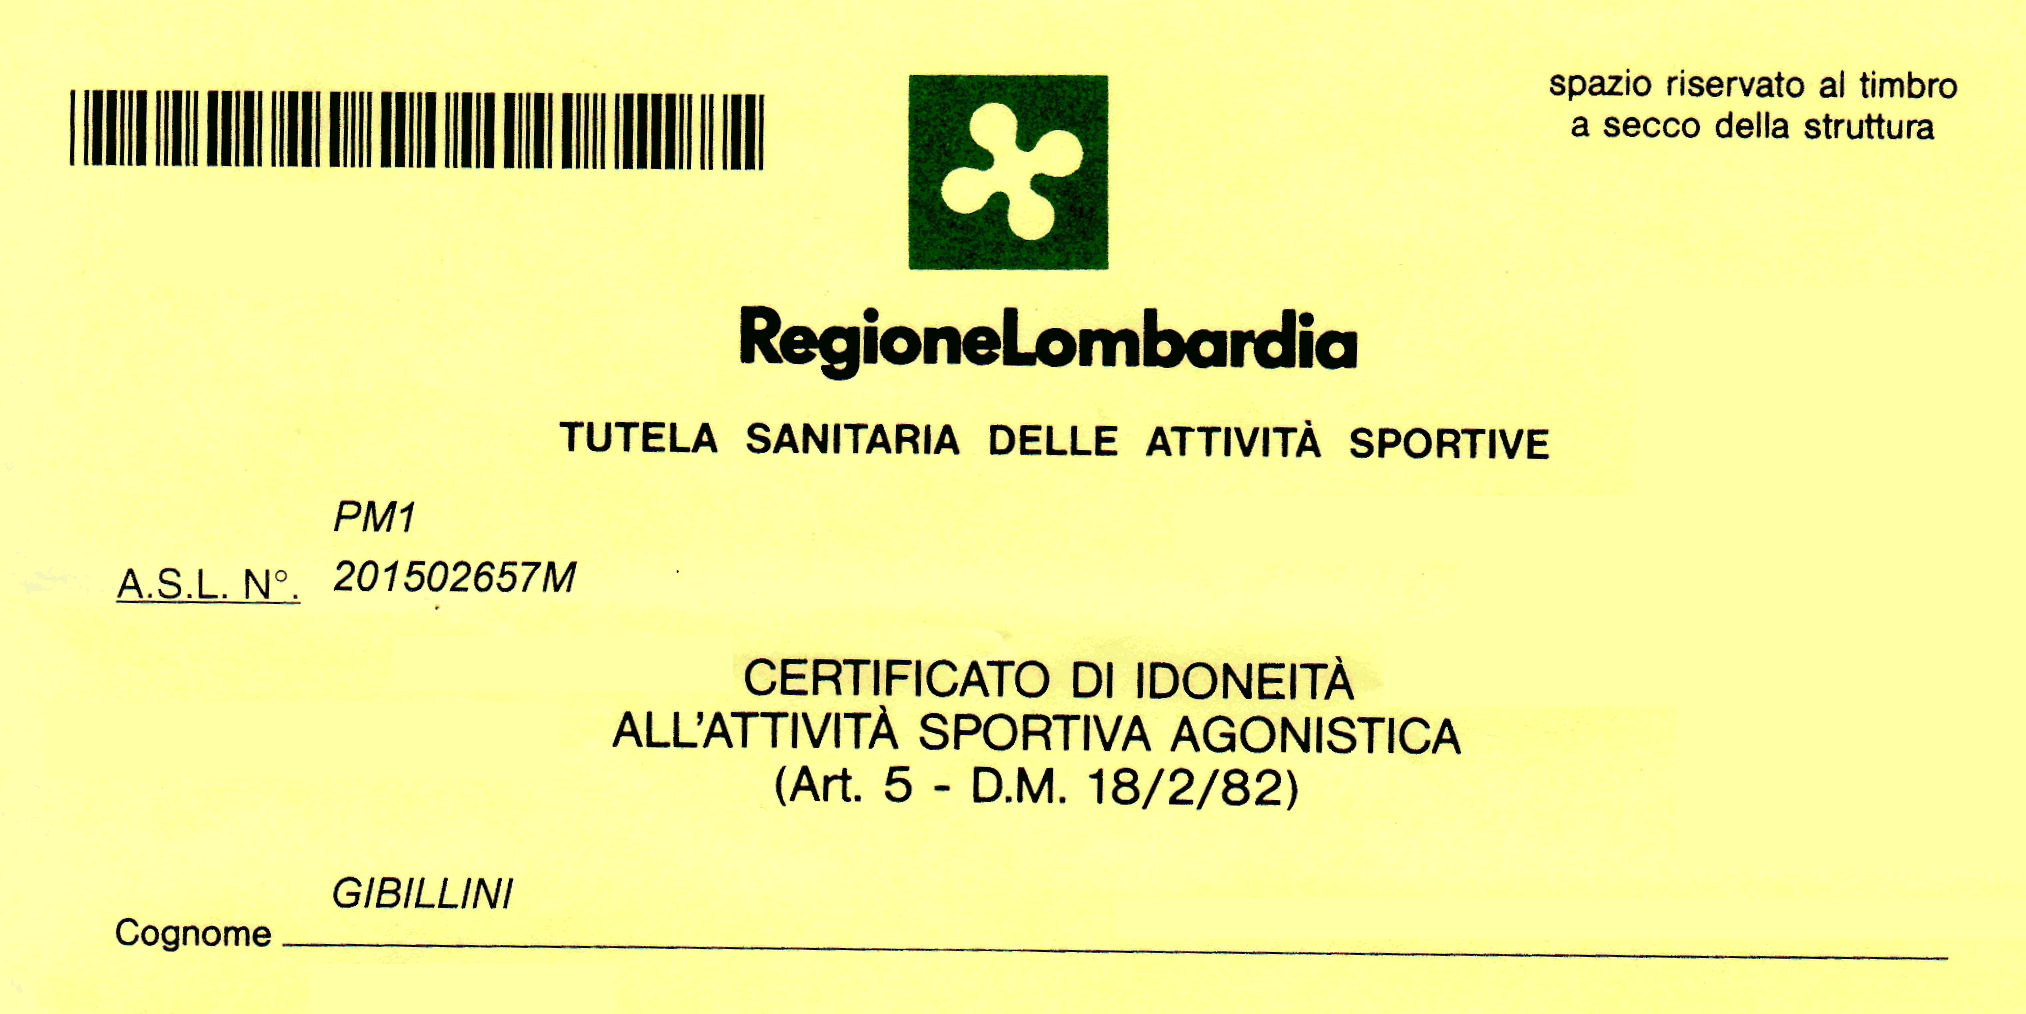 spazio riservato al timbro
a secco della struttura
RegioneLombardia
TUTELA SANITARIA DELLE ATTIVITÀ SPORTIVE
PM1
A.S.L. N°. 201502657M
CERTIFICATO DI IDONEITÀ
ALL'ATTIVITÀ SPORTIVA AGONISTICA
(Art. 5 - D.M. 18/2/82)
GIBILLINI
Cognome